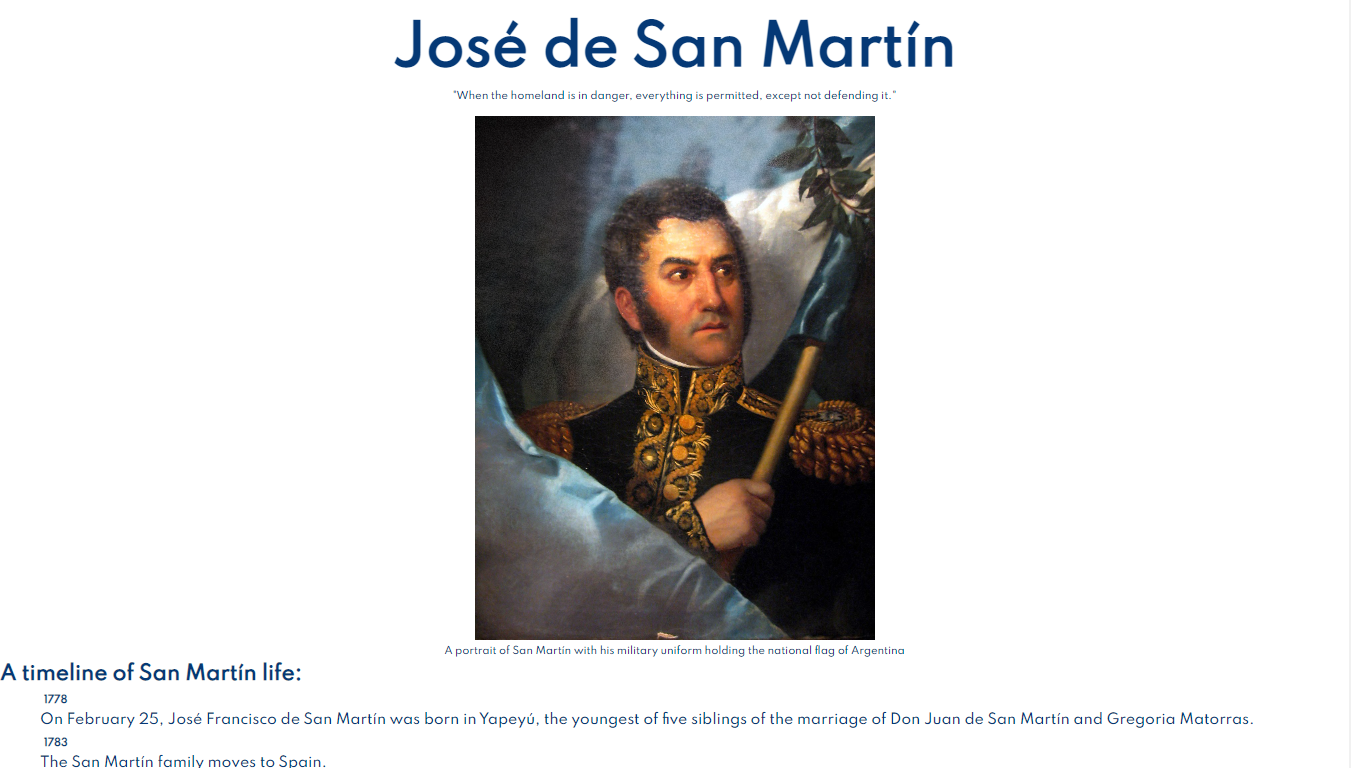 José de San Martín
"When the homeland is in danger, everything is permitted, except not defending it."
A portrait of San Martín with his military uniform holding the national flag of Argentina
A timeline of San Martín life:
1778
On February 25, José Francisco de San Martín was born in Yapeyú, the youngest of five siblings of the marriage of Don Juan de San Martín and Gregoria Matorras.
1783
The San Martín family moves to Spain.